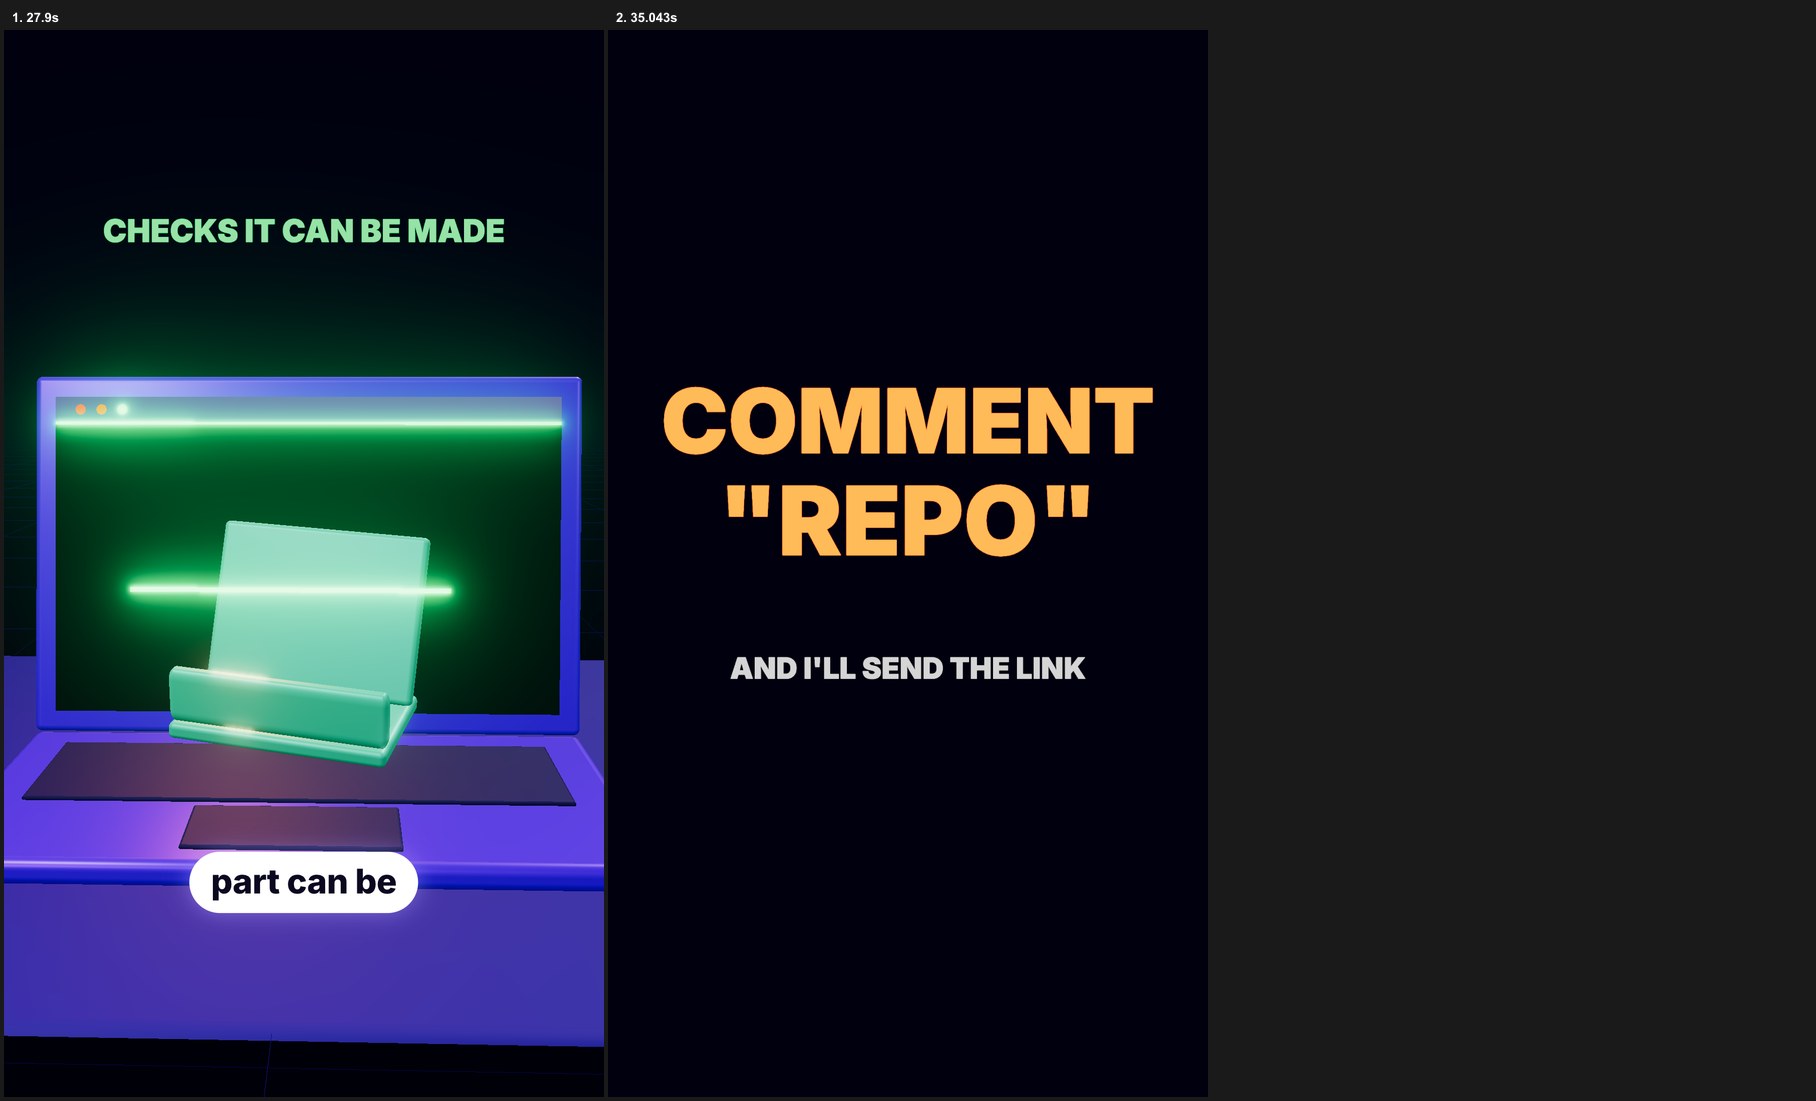 1. 27.9s
CHECKS IT CAN BE MADE
part can be
2. 35.043s
COMMENT
"REPO"
AND I'LL SEND THE LINK